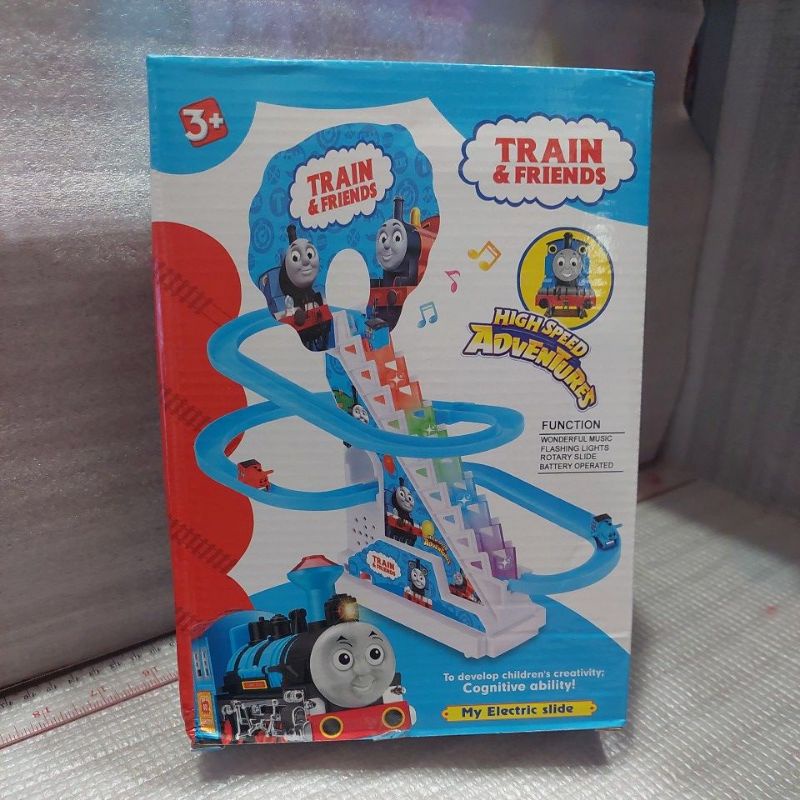 3+
TRAIN
& FRIENDS
TRAIN
& FRIENDS
HIGH SPEED
ADVENTURES
FUNCTION
WONDERFUL MUSIC
FLASHING LIGHTS
ROTARY SLIDE
BATTERY OPERATED
TRAIN
& FRIENDS
To develop children's creativity;
Cognitive ability!
My Electric slide